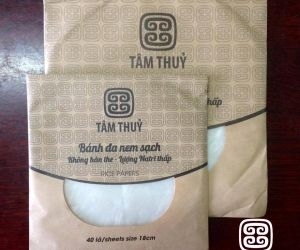 TÂM THUỶ
thấp
TÂM THUỶ
Bánh đa nem sạch
Không hàn the - Lượng Natri thấp
RICE PAPERS
40 lá/sheets size 18cm